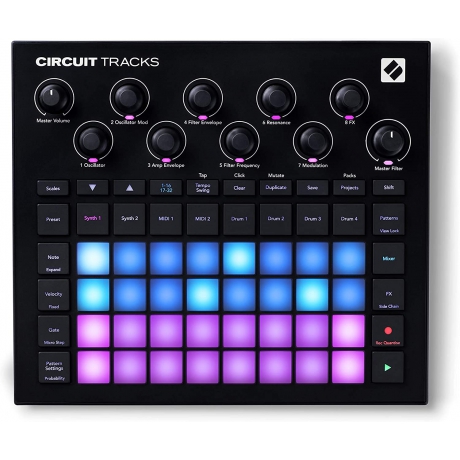 CIRCUIT TRACKS
Master Volume
2 Oscillator Mod
4 Filter Envelope
6 Resonance
8 FX
1 Oscillator
3 Amp Envelope
5 Filter Frequency
7 Modulation
Master Filter
Tap
Click
Mutate
Packs
Scales
▼
▲
1-16
17-32
Tempo
Swing
Clear
Duplicate
Save
Projects
Shift
Preset
Synth 1
Synth 2
MIDI 1
MIDI 2
Drum 1
Drum 2
Drum 3
Drum 4
Patterns
View Lock
Note
Expand
Mixer
Velocity
Fixed
FX
Side Chain
Gate
Micro Step
Rec Quantise
Pattern
Settings
Probability